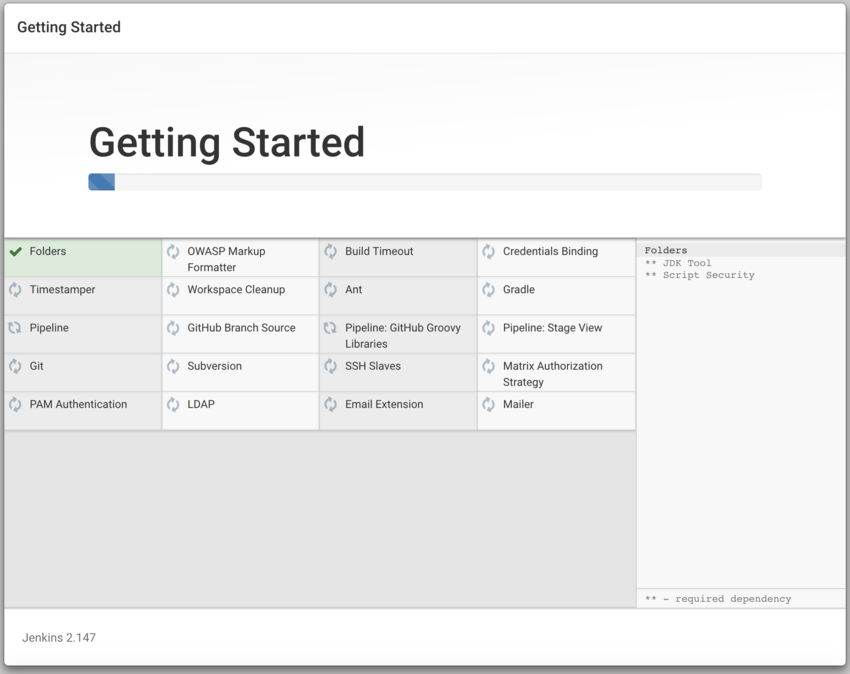 Getting Started
Getting Started
Folders
OWASP Markup
Formatter
Build Timeout
Credentials Binding
Timestamper
Workspace Cleanup
Ant
Gradle
Pipeline
GitHub Branch Source
Pipeline: GitHub Groovy
Libraries
Pipeline: Stage View
Git
Subversion
SSH Slaves
Matrix Authorization
Strategy
PAM Authentication
LDAP
Email Extension
Mailer
Folders
** JDK Tool
** Script Security
** - required dependency
Jenkins 2.147